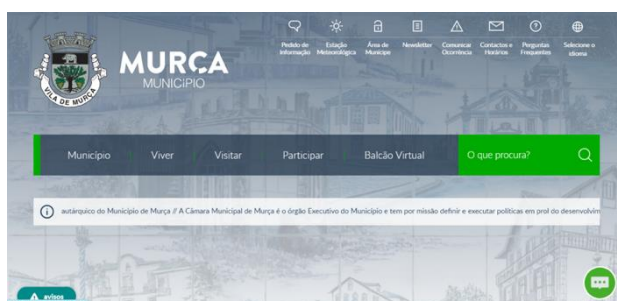 Pedido de Informação
Estação Meteorológica
Área de Munícipe
Newsletter
Comunicar Ocorrência
Contactos e Horários
Perguntas Frequentes
Selecione o idioma
VILA DE MURÇA
MURÇA
MUNICÍPIO
Município
Viver
Visitar
Participar
Balcão Virtual
O que procura?
autárquico do Município de Murça // A Câmara Municipal de Murça é o órgão Executivo do Município e tem por missão definir e executar políticas em prol do desenvolvim
avisos